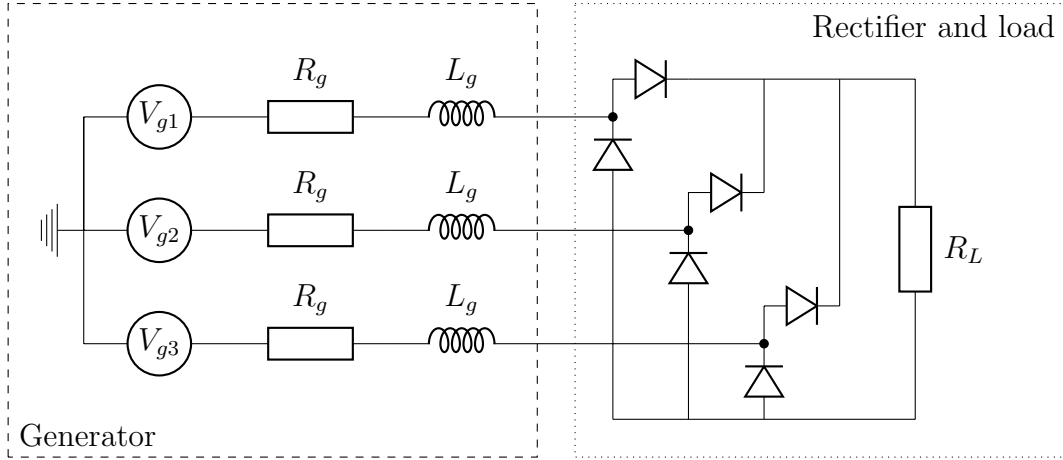 Rectifier and load
R_g L_g
V_{g1}
R_g L_g
V_{g2}
R_L
R_g L_g
V_{g3}
Generator